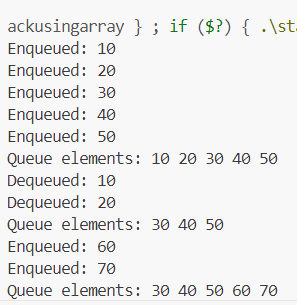 ackusingarray } ; if ($?) { .\sta
Enqueued: 10
Enqueued: 20
Enqueued: 30
Enqueued: 40
Enqueued: 50
Queue elements: 10 20 30 40 50
Dequeued: 10
Dequeued: 20
Queue elements: 30 40 50
Enqueued: 60
Enqueued: 70
Queue elements: 30 40 50 60 70